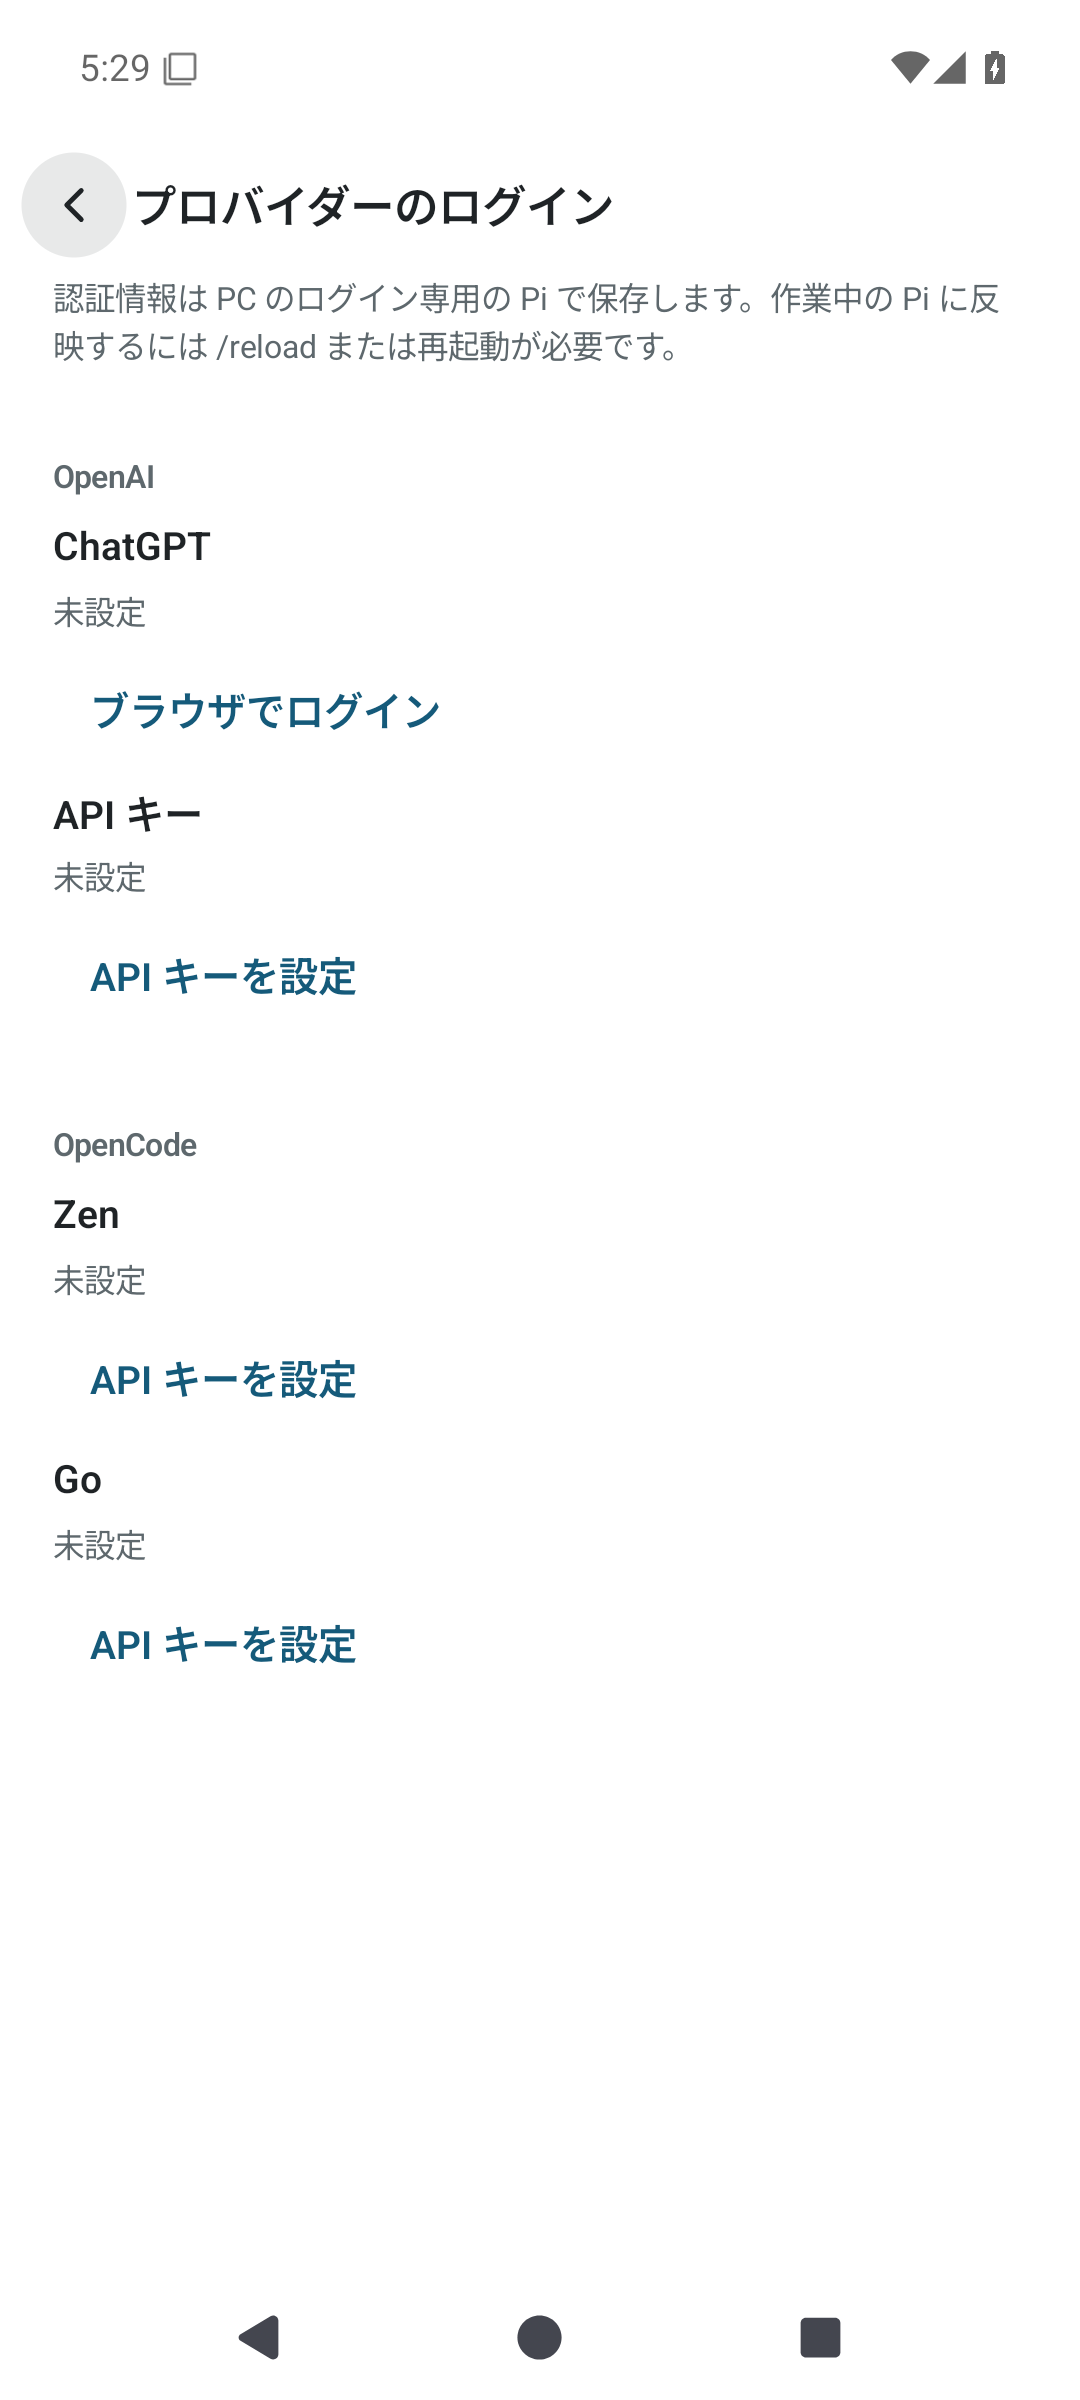 5:29
プロバイダーのログイン
認証情報は PC のログイン専用の Pi で保存します。作業中の Pi に反
映するには /reload または再起動が必要です。
OpenAI
ChatGPT
未設定
ブラウザでログイン
API キー
未設定
API キーを設定
OpenCode
Zen
未設定
API キーを設定
Go
未設定
API キーを設定